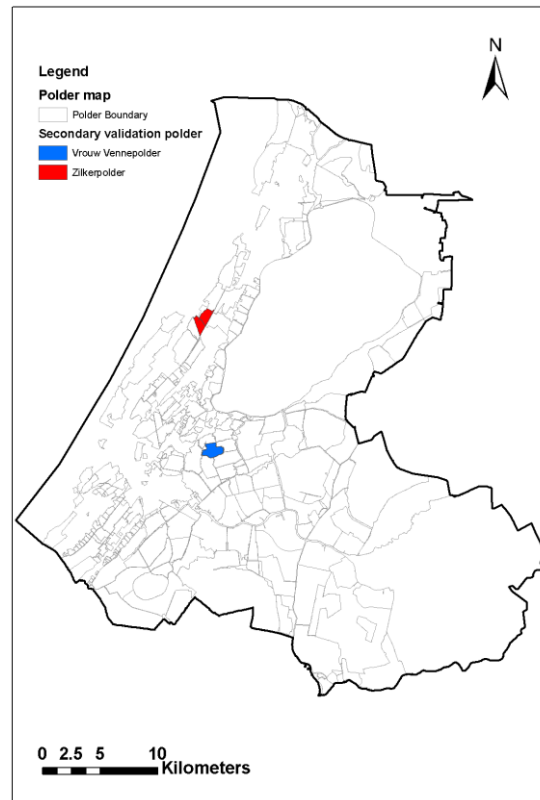 N
Legend
Polder map
Polder Boundary
Secondary validation polder
Vrouw Vennepolder
Zilkerpolder
0 2.5 5 10
Kilometers